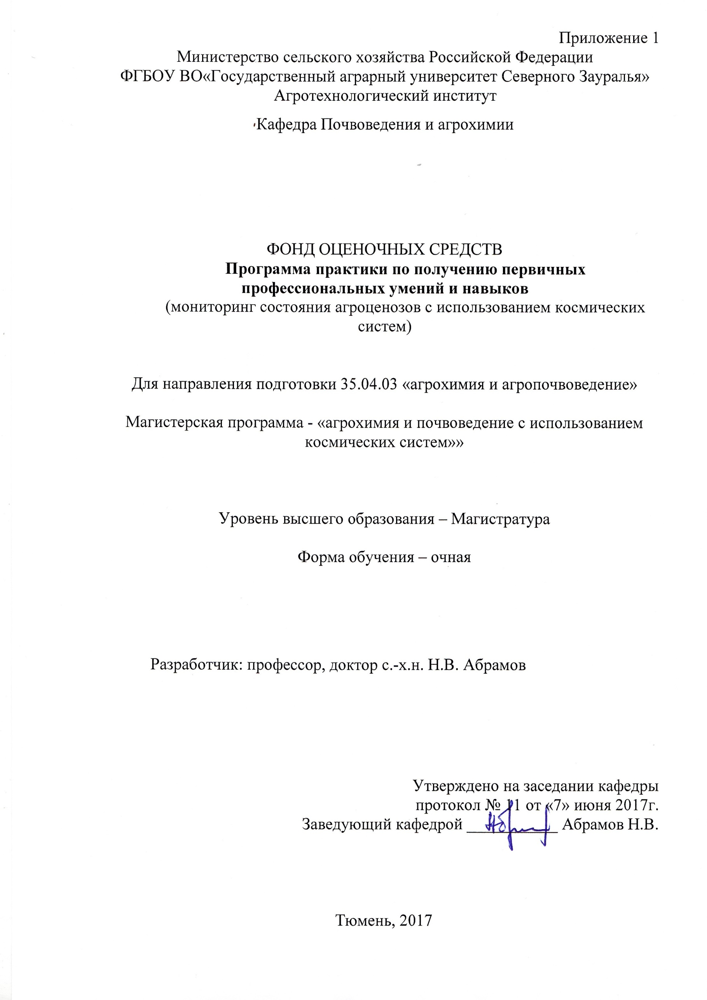 Приложение 1
Министерство сельского хозяйства Российской Федерации
ФГБОУ ВО«Государственный аграрный университет Северного Зауралья»
Агротехнологический институт
Кафедра Почвоведения и агрохимии
ФОНД ОЦЕНОЧНЫХ СРЕДСТВ
Программа практики по получению первичных
профессиональных умений и навыков
(мониторинг состояния агроценозов с использованием космических
систем)
Для направления подготовки 35.04.03 «агрохимия и агропочвоведение»
Магистерская программа - «агрохимия и почвоведение с использованием
космических систем»»
Уровень высшего образования – Магистратура
Форма обучения – очная
Разработчик: профессор, доктор с.-х.н. Н.В. Абрамов
Утверждено на заседании кафедры
протокол № 11 от «7» июня 2017г.
Заведующий кафедрой ___________ Абрамов Н.В.
Тюмень, 2017